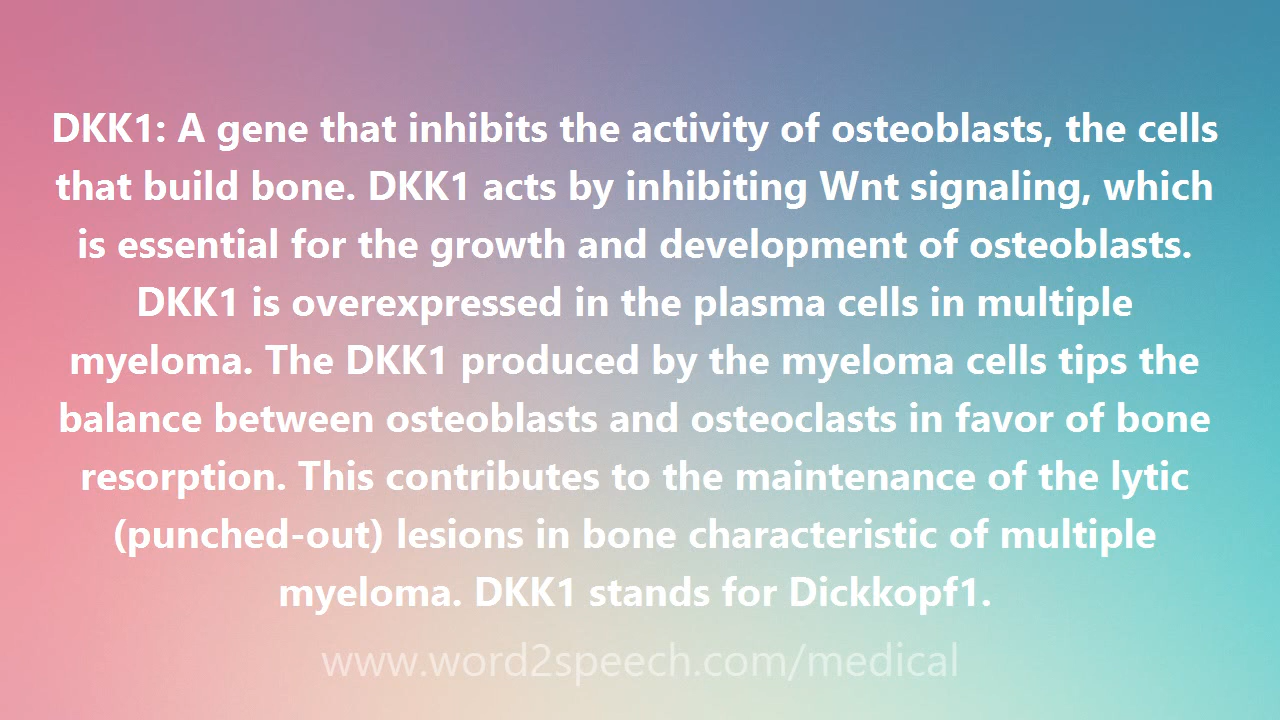 DKK1: A gene that inhibits the activity of osteoblasts, the cells
that build bone. DKK1 acts by inhibiting Wnt signaling, which
is essential for the growth and development of osteoblasts.
DKK1 is overexpressed in the plasma cells in multiple
myeloma. The DKK1 produced by the myeloma cells tips the
balance between osteoblasts and osteoclasts in favor of bone
resorption. This contributes to the maintenance of the lytic
(punched-out) lesions in bone characteristic of multiple
myeloma. DKK1 stands for Dickkopf1.
www.word2speech.com/medical